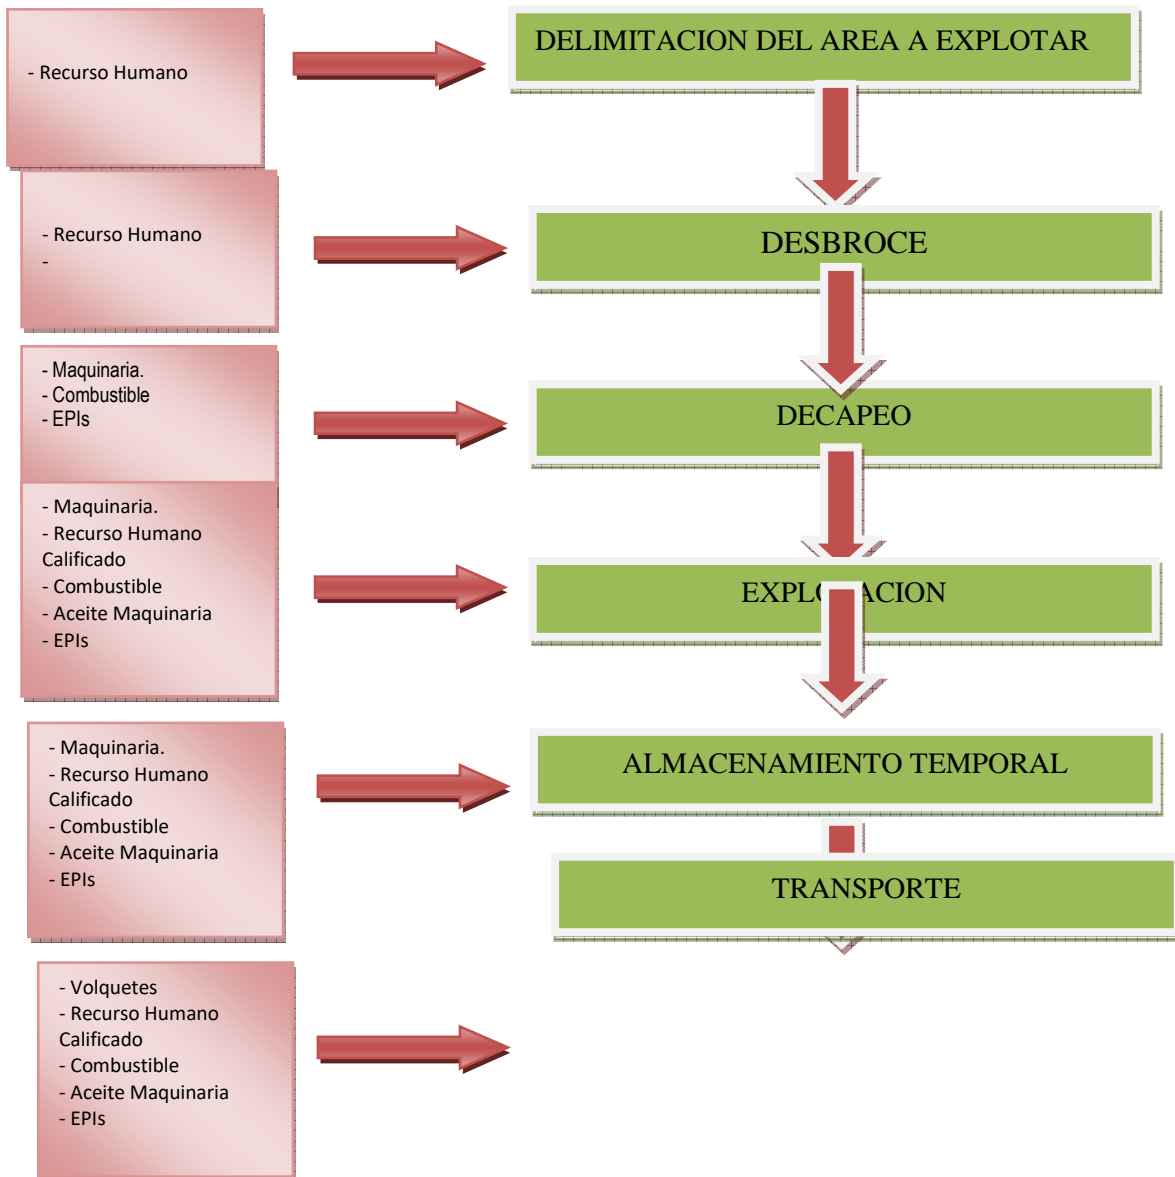 - Recurso Humano
DELIMITACION DEL AREA A EXPLOTAR
- Recurso Humano
-
DESBROCE
- Maquinaria.
- Combustible
- EPIs
DECAPEO
- Maquinaria.
- Recurso Humano
Calificado
- Combustible
- Aceite Maquinaria
- EPIs
- Maquinaria.
- Recurso Humano
Calificado
- Combustible
- Aceite Maquinaria
- EPIs
ALMACENAMIENTO TEMPORAL
TRANSPORTE
- Volquetes
- Recurso Humano
Calificado
- Combustible
- Aceite Maquinaria
- EPIs